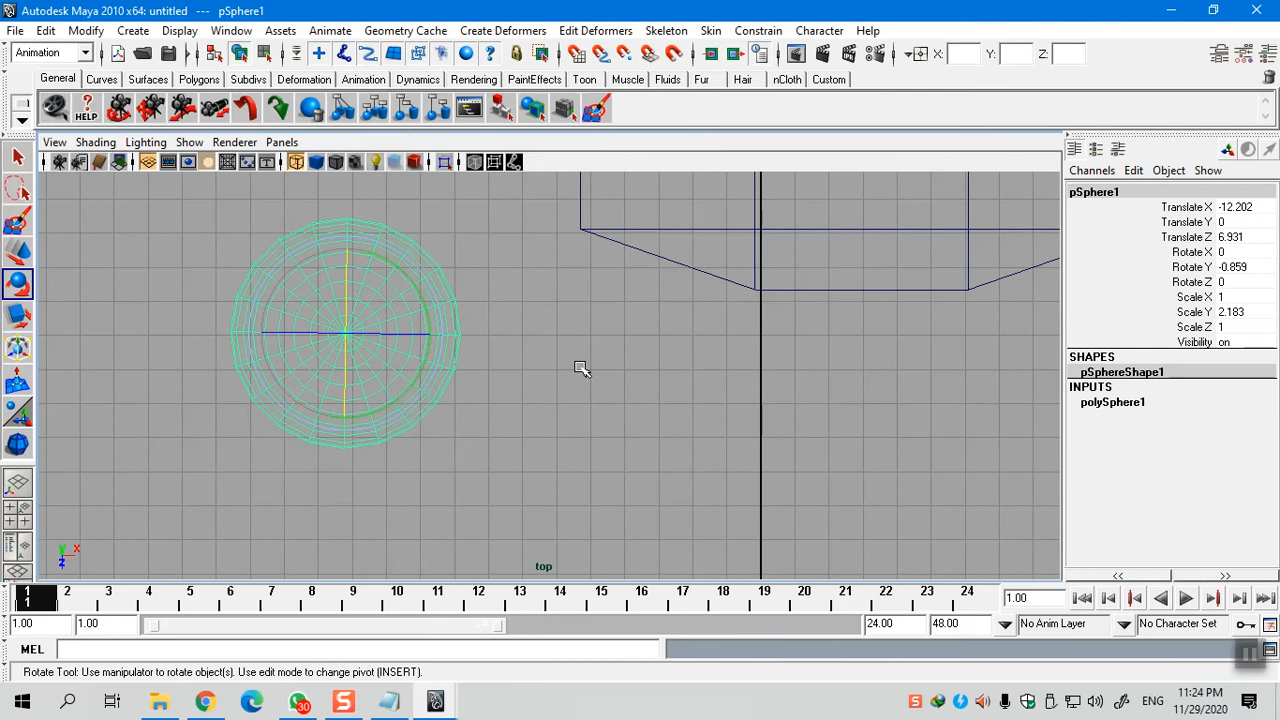 Autodesk Maya 2010 x64: untitled   ---   pSphere1
File Edit Modify Create Display Window Assets Animate Geometry Cache Create Deformers Edit Deformers Skeleton Skin Constrain Character Help
Animation X: Y: Z:
General Curves Surfaces Polygons Subdivs Deformation Animation Dynamics Rendering PaintEffects Toon Muscle Fluids Fur Hair nCloth Custom
HELP
View Shading Lighting Show Renderer Panels
Channels Edit Object Show
pSphere1
Translate X -12.202
Translate Y 0
Translate Z 6.931
Rotate X 0
Rotate Y -0.859
Rotate Z 0
Scale X 1
Scale Y 2.183
Scale Z 1
Visibility on
SHAPES
pSphereShape1
INPUTS
polySphere1
y x
z
top
1 2 3 4 5 6 7 8 9 10 11 12 13 14 15 16 17 18 19 20 21 22 23 24
1 1.00
1.00 1.00 24.00 48.00 No Anim Layer No Character Set
MEL
Rotate Tool: Use manipulator to rotate object(s). Use edit mode to change pivot (INSERT).
30 S S ENG 11:24 PM
11/29/2020